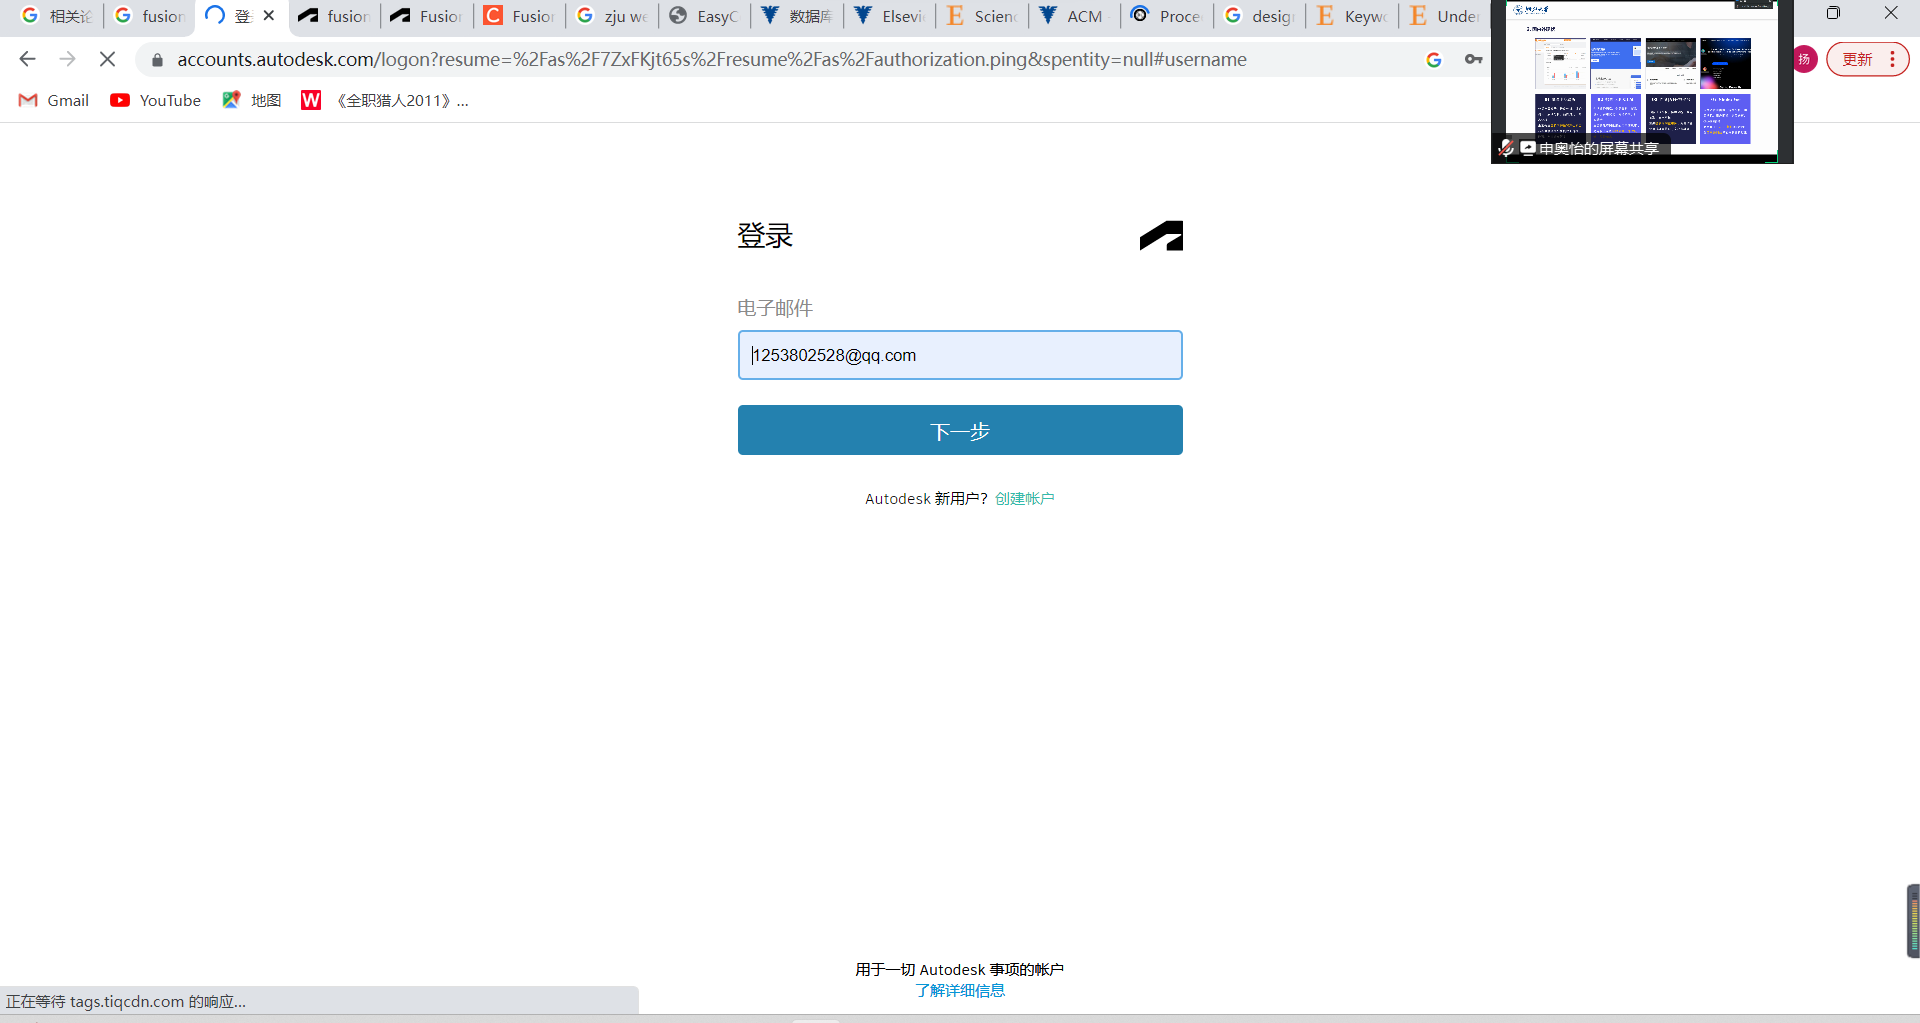 相关论
fusion
登
fusion
Fusion
Fusion
zju we
EasyC
数据库
Elsevi
Scienc
ACM
Procee
design
Keywo
Under
accounts.autodesk.com/logon?resume=%2Fas%2F7ZxFKjt65s%2Fresume%2Fas%2Fauthorization.ping&spentity=null#username
扬
更新
Gmail
YouTube
地图
《全职猎人2011》...
申奥怡的屏幕共享
登录
电子邮件
1253802528@qq.com
下一步
Autodesk 新用户? 创建帐户
用于一切 Autodesk 事项的帐户
了解详细信息
正在等待 tags.tiqcdn.com 的响应...